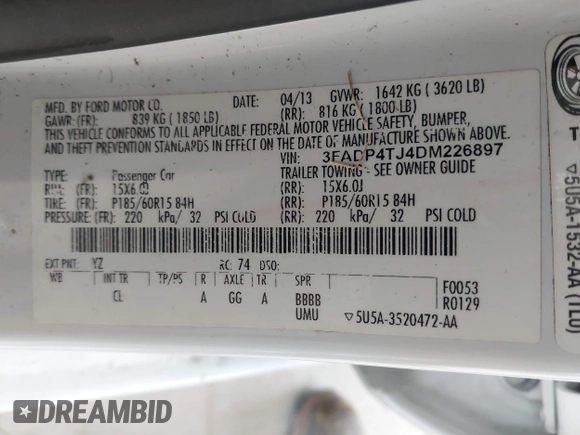 MFD. BY FORD MOTOR CO.
DATE: 04/13 GVWR: 1642 KG ( 3620 LB)
GAWR: (FR): 839 KG ( 1850 LB) (RR): 816 KG ( 1800 LB)
THIS VEHICLE CONFORMS TO ALL APPLICABLE FEDERAL MOTOR VEHICLE SAFETY, BUMPER,
AND THEFT PREVENTION STANDARDS IN EFFECT ON THE DATE OF MANUFACTURE SHOWN ABOVE.
VIN: 3FADP4TJ4DM226897
TYPE: Passenger Car TRAILER TOWING - SEE OWNER GUIDE
RIM: (FR): 15X6.0J (RR): 15X6.0J
TIRE: (FR): P185/60R15 84H (RR): P185/60R15 84H
PRESSURE: (FR): 220 kPa/ 32 PSI COLD (RR): 220 kPa/ 32 PSI COLD
EXT PNT: YZ RC: 74 DSO:
WB INT TR TP/PS R AXLE TR SPR
CL A GG A BBBB
UMU
F0053
R0129
▽5U5A-3520472-AA
T
▽5U5A-1532-AA (TL0)
DREAMBID